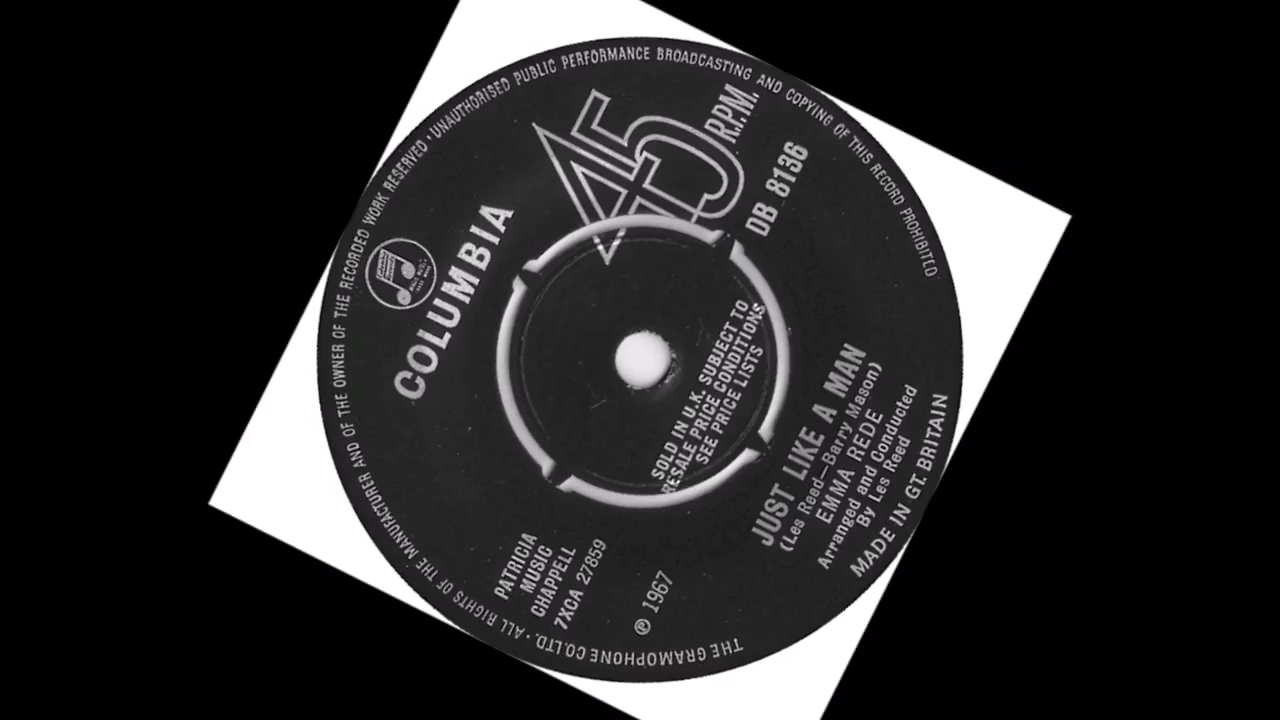 THE GRAMOPHONE CO. LTD. · ALL RIGHTS OF THE MANUFACTURER AND OF THE OWNER OF THE RECORDED WORK RESERVED · UNAUTHORISED PUBLIC PERFORMANCE BROADCASTING AND COPYING OF THIS RECORD PROHIBITED
COLUMBIA
45
R.P.M.
DB 8136
SOLD IN U.K. SUBJECT TO
RESALE PRICE CONDITIONS
SEE PRICE LISTS
PATRICIA
MUSIC
CHAPPELL
7XCA 27859
℗ 1967
JUST LIKE A MAN
(Les Reed—Barry Mason)
EMMA REDE
Arranged and Conducted
By Les Reed
MADE IN GT. BRITAIN